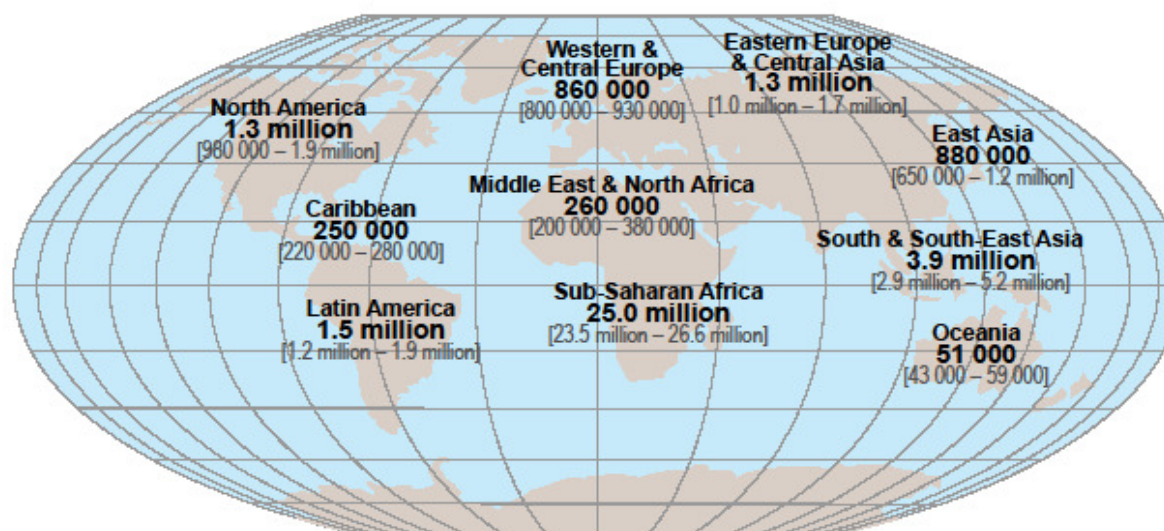 Western &
Central Europe
860 000
[800 000 – 930 000]
Eastern Europe
& Central Asia
1.3 million
[1.0 million – 1.7 million]
North America
1.3 million
[980 000 – 1.9 million]
East Asia
880 000
[650 000 – 1.2 million]
Middle East & North Africa
260 000
[200 000 – 380 000]
Caribbean
250 000
[220 000 – 280 000]
South & South-East Asia
3.9 million
[2.9 million – 5.2 million]
Sub-Saharan Africa
25.0 million
[23.5 million – 26.6 million]
Latin America
1.5 million
[1.2 million – 1.9 million]
Oceania
51 000
[43 000 – 59 000]